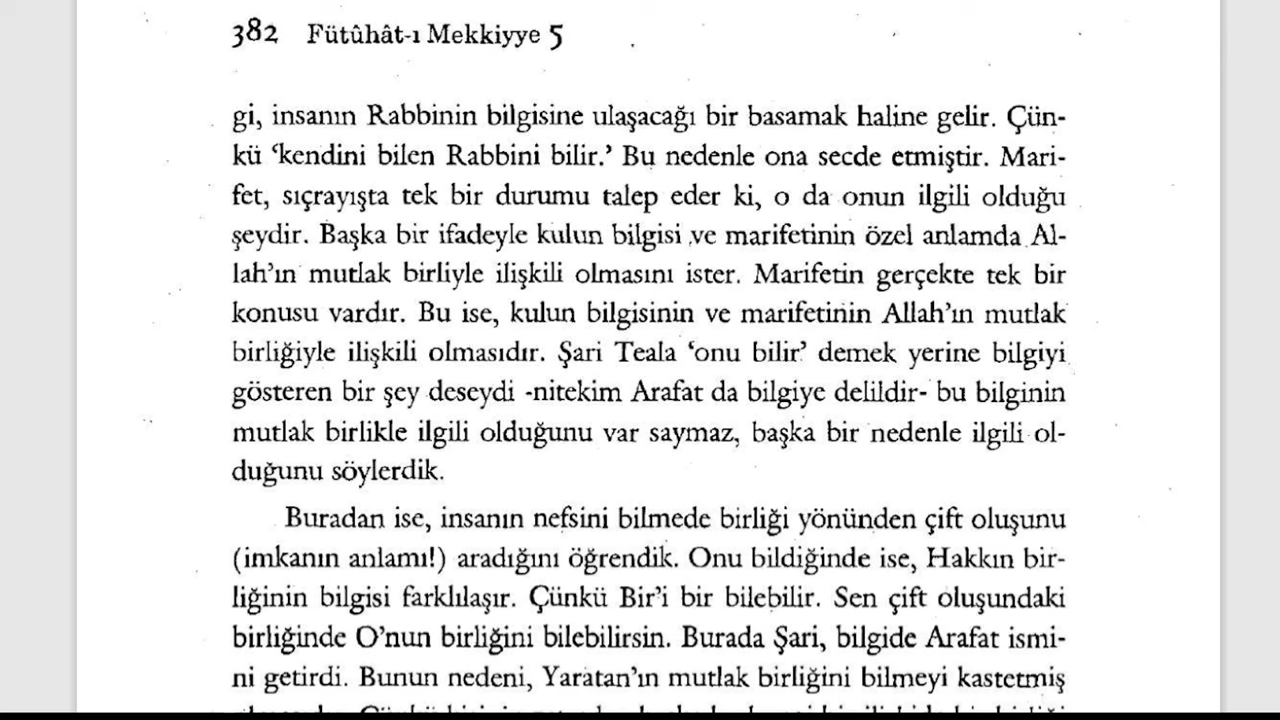 382 Fütûhât-ı Mekkiyye 5
gi, insanın Rabbinin bilgisine ulaşacağı bir basamak haline gelir. Çün-
kü ‘kendini bilen Rabbini bilir.’ Bu nedenle ona secde etmiştir. Mari-
fet, sıçrayışta tek bir durumu talep eder ki, o da onun ilgili olduğu
şeydir. Başka bir ifadeyle kulun bilgisi ve marifetinin özel anlamda Al-
lah’ın mutlak birliyle ilişkili olmasını ister. Marifetin gerçekte tek bir
konusu vardır. Bu ise, kulun bilgisinin ve marifetinin Allah’ın mutlak
birliğiyle ilişkili olmasıdır. Şari Teala ‘onu bilir’ demek yerine bilgiyi
gösteren bir şey deseydi -nitekim Arafat da bilgiye delildir- bu bilginin
mutlak birlikle ilgili olduğunu var saymaz, başka bir nedenle ilgili ol-
duğunu söylerdik.
Buradan ise, insanın nefsini bilmede birliği yönünden çift oluşunu
(imkanın anlamı!) aradığını öğrendik. Onu bildiğinde ise, Hakkın bir-
liğinin bilgisi farklılaşır. Çünkü Bir’i bir bilebilir. Sen çift oluşundaki
birliğinde O’nun birliğini bilebilirsin. Burada Şari, bilgide Arafat ismi-
ni getirdi. Bunun nedeni, Yaratan’ın mutlak birliğini bilmeyi kastetmiş